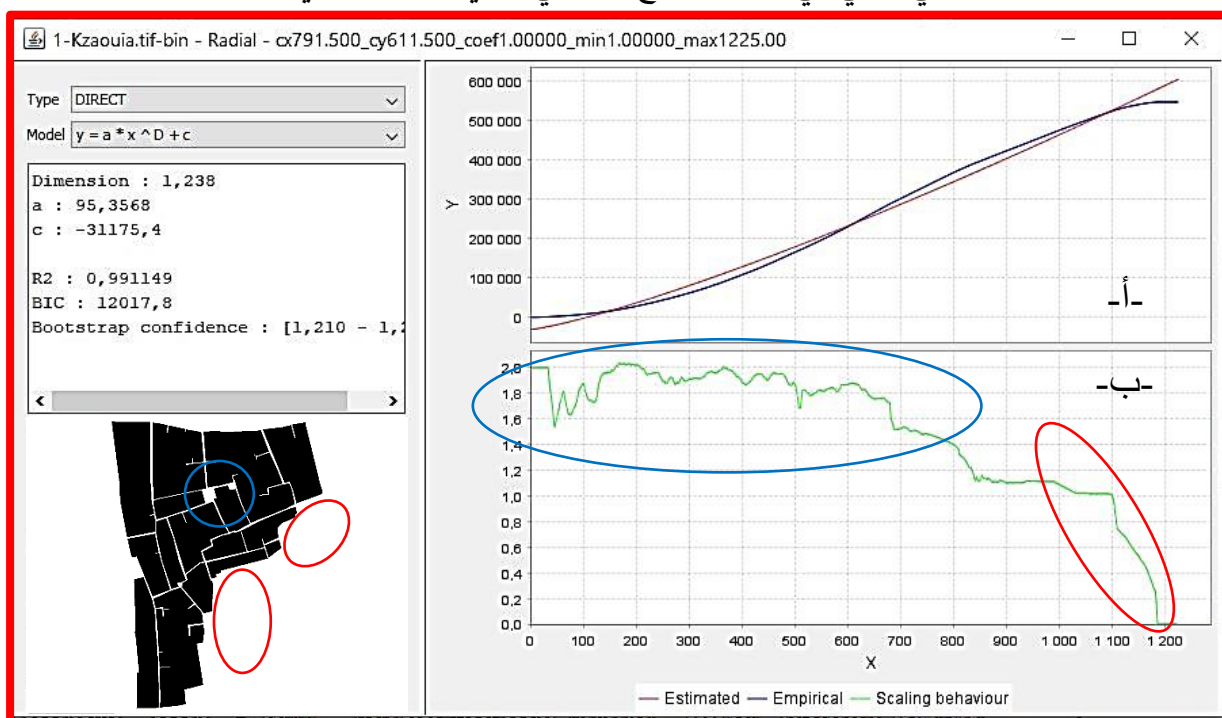 1-Kzaouia.tif-bin - Radial - cx791.500_cy611.500_coef1.00000_min1.00000_max1225.00
Type DIRECT
Model y = a * x ^ D + c
Dimension : 1,238
a : 95,3568
c : -31175,4
R2 : 0,991149
BIC : 12017,8
Bootstrap confidence : [1,210 - 1,
600 000
500 000
400 000
300 000
200 000
100 000
0
Y
-أ-
2,0
1,8
1,6
1,4
1,2
1,0
0,8
0,6
0,4
0,2
0,0
-ب-
0 100 200 300 400 500 600 700 800 900 1 000 1 100 1 200
X
Estimated Empirical Scaling behaviour